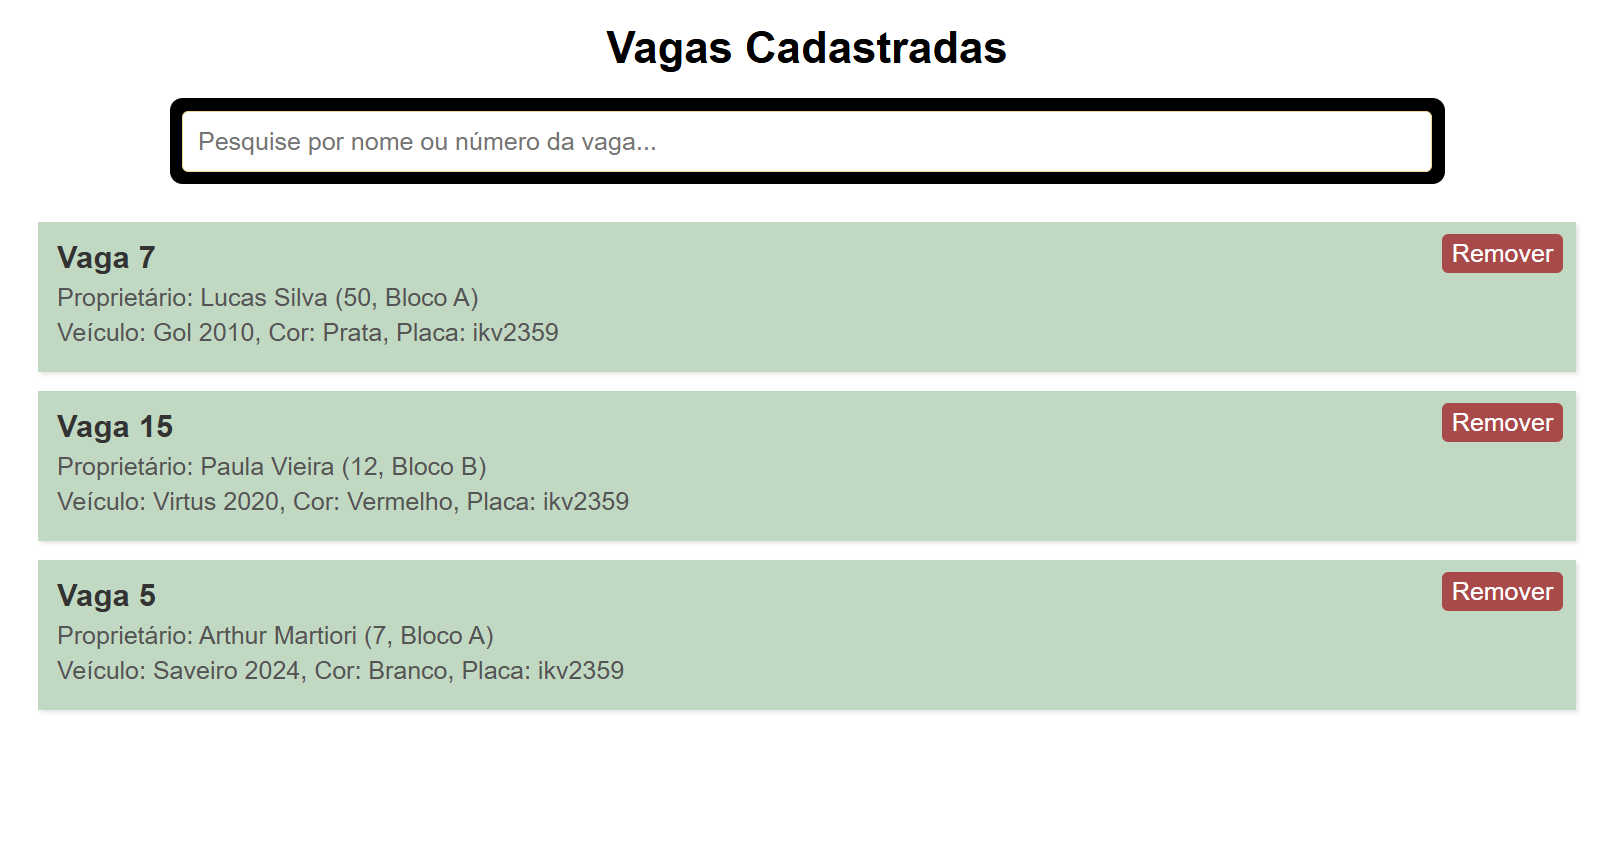 Vagas Cadastradas
Pesquise por nome ou número da vaga...
Vaga 7
Remover
Proprietário: Lucas Silva (50, Bloco A)
Veículo: Gol 2010, Cor: Prata, Placa: ikv2359
Vaga 15
Remover
Proprietário: Paula Vieira (12, Bloco B)
Veículo: Virtus 2020, Cor: Vermelho, Placa: ikv2359
Vaga 5
Remover
Proprietário: Arthur Martiori (7, Bloco A)
Veículo: Saveiro 2024, Cor: Branco, Placa: ikv2359